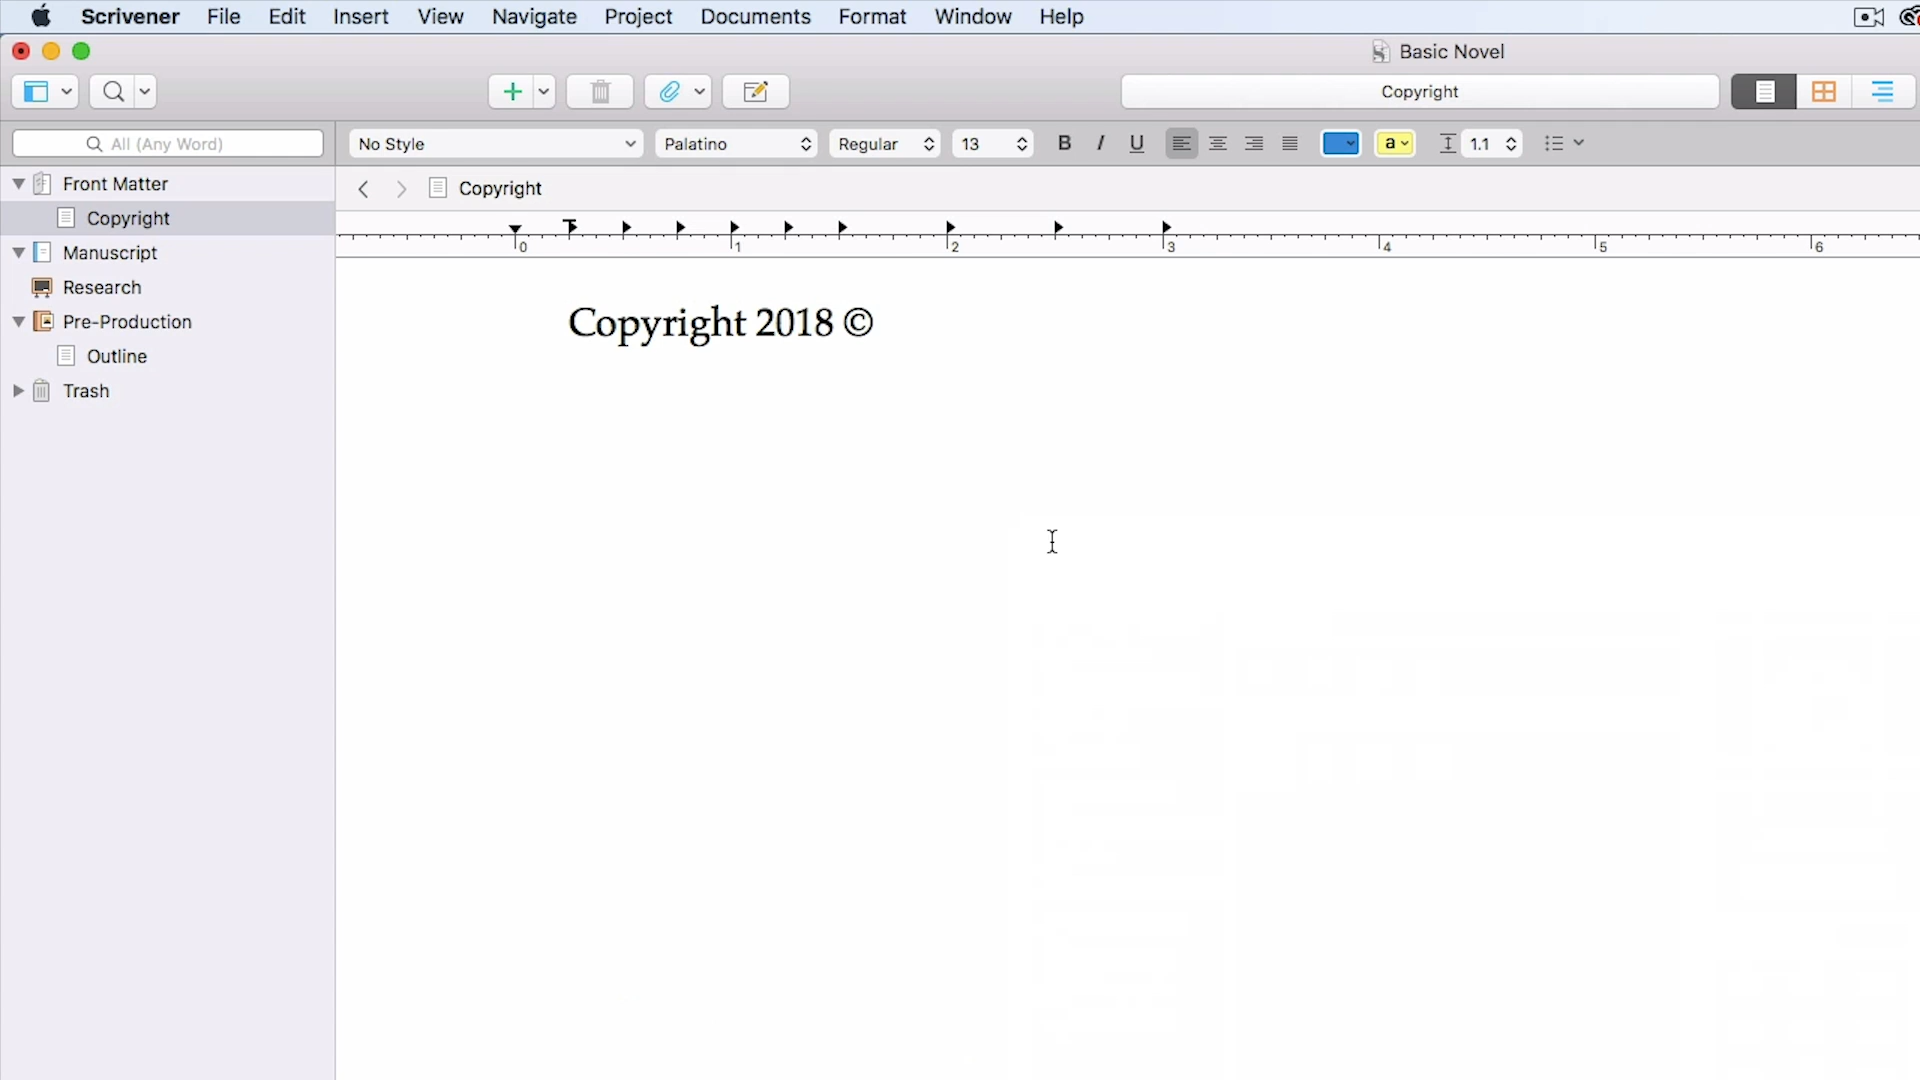 Scrivener File Edit Insert View Navigate Project Documents Format Window Help
Basic Novel
Copyright
All (Any Word) No Style Palatino Regular 13 B I U a 1.1
Front Matter
Copyright
Copyright
Manuscript
0 1 2 3 4 5 6
Research
Pre-Production
Copyright 2018 ©
Outline
Trash